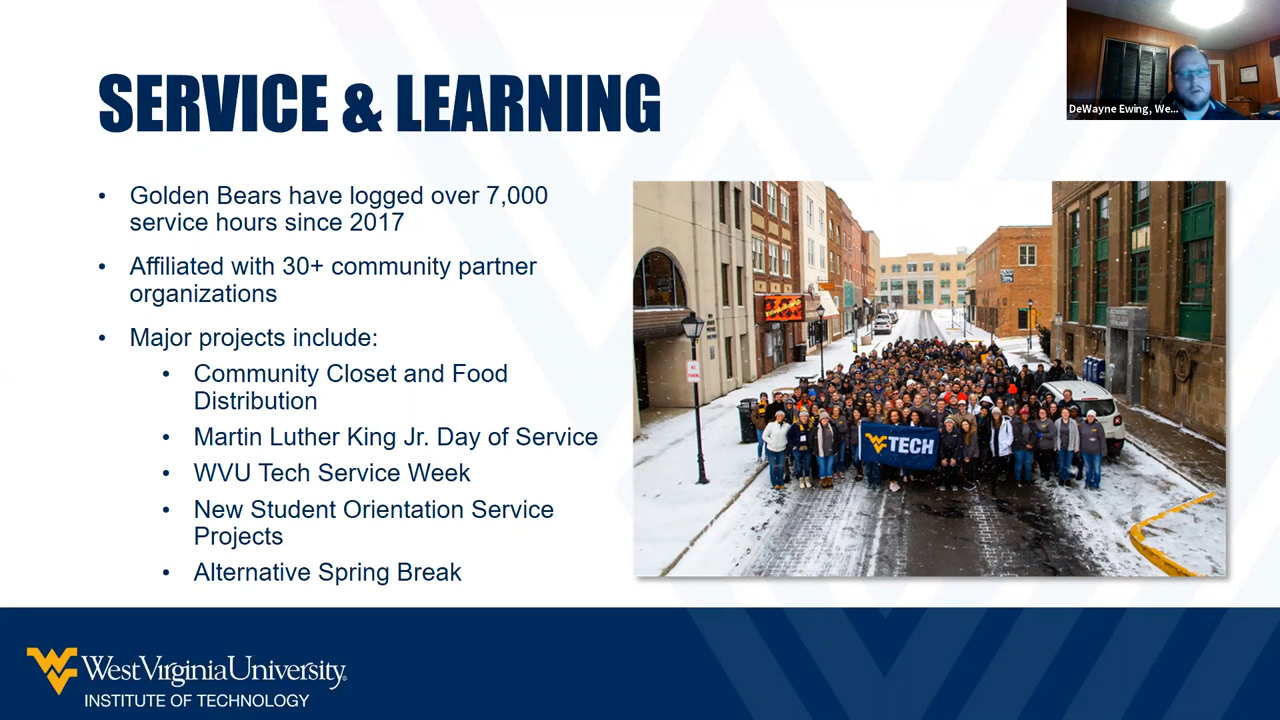 SERVICE & LEARNING
DeWayne Ewing, We...
• Golden Bears have logged over 7,000
service hours since 2017
• Affiliated with 30+ community partner
organizations
• Major projects include:
• Community Closet and Food
Distribution
• Martin Luther King Jr. Day of Service
• WVU Tech Service Week
• New Student Orientation Service
Projects
• Alternative Spring Break
TECH
WestVirginiaUniversity®
INSTITUTE OF TECHNOLOGY